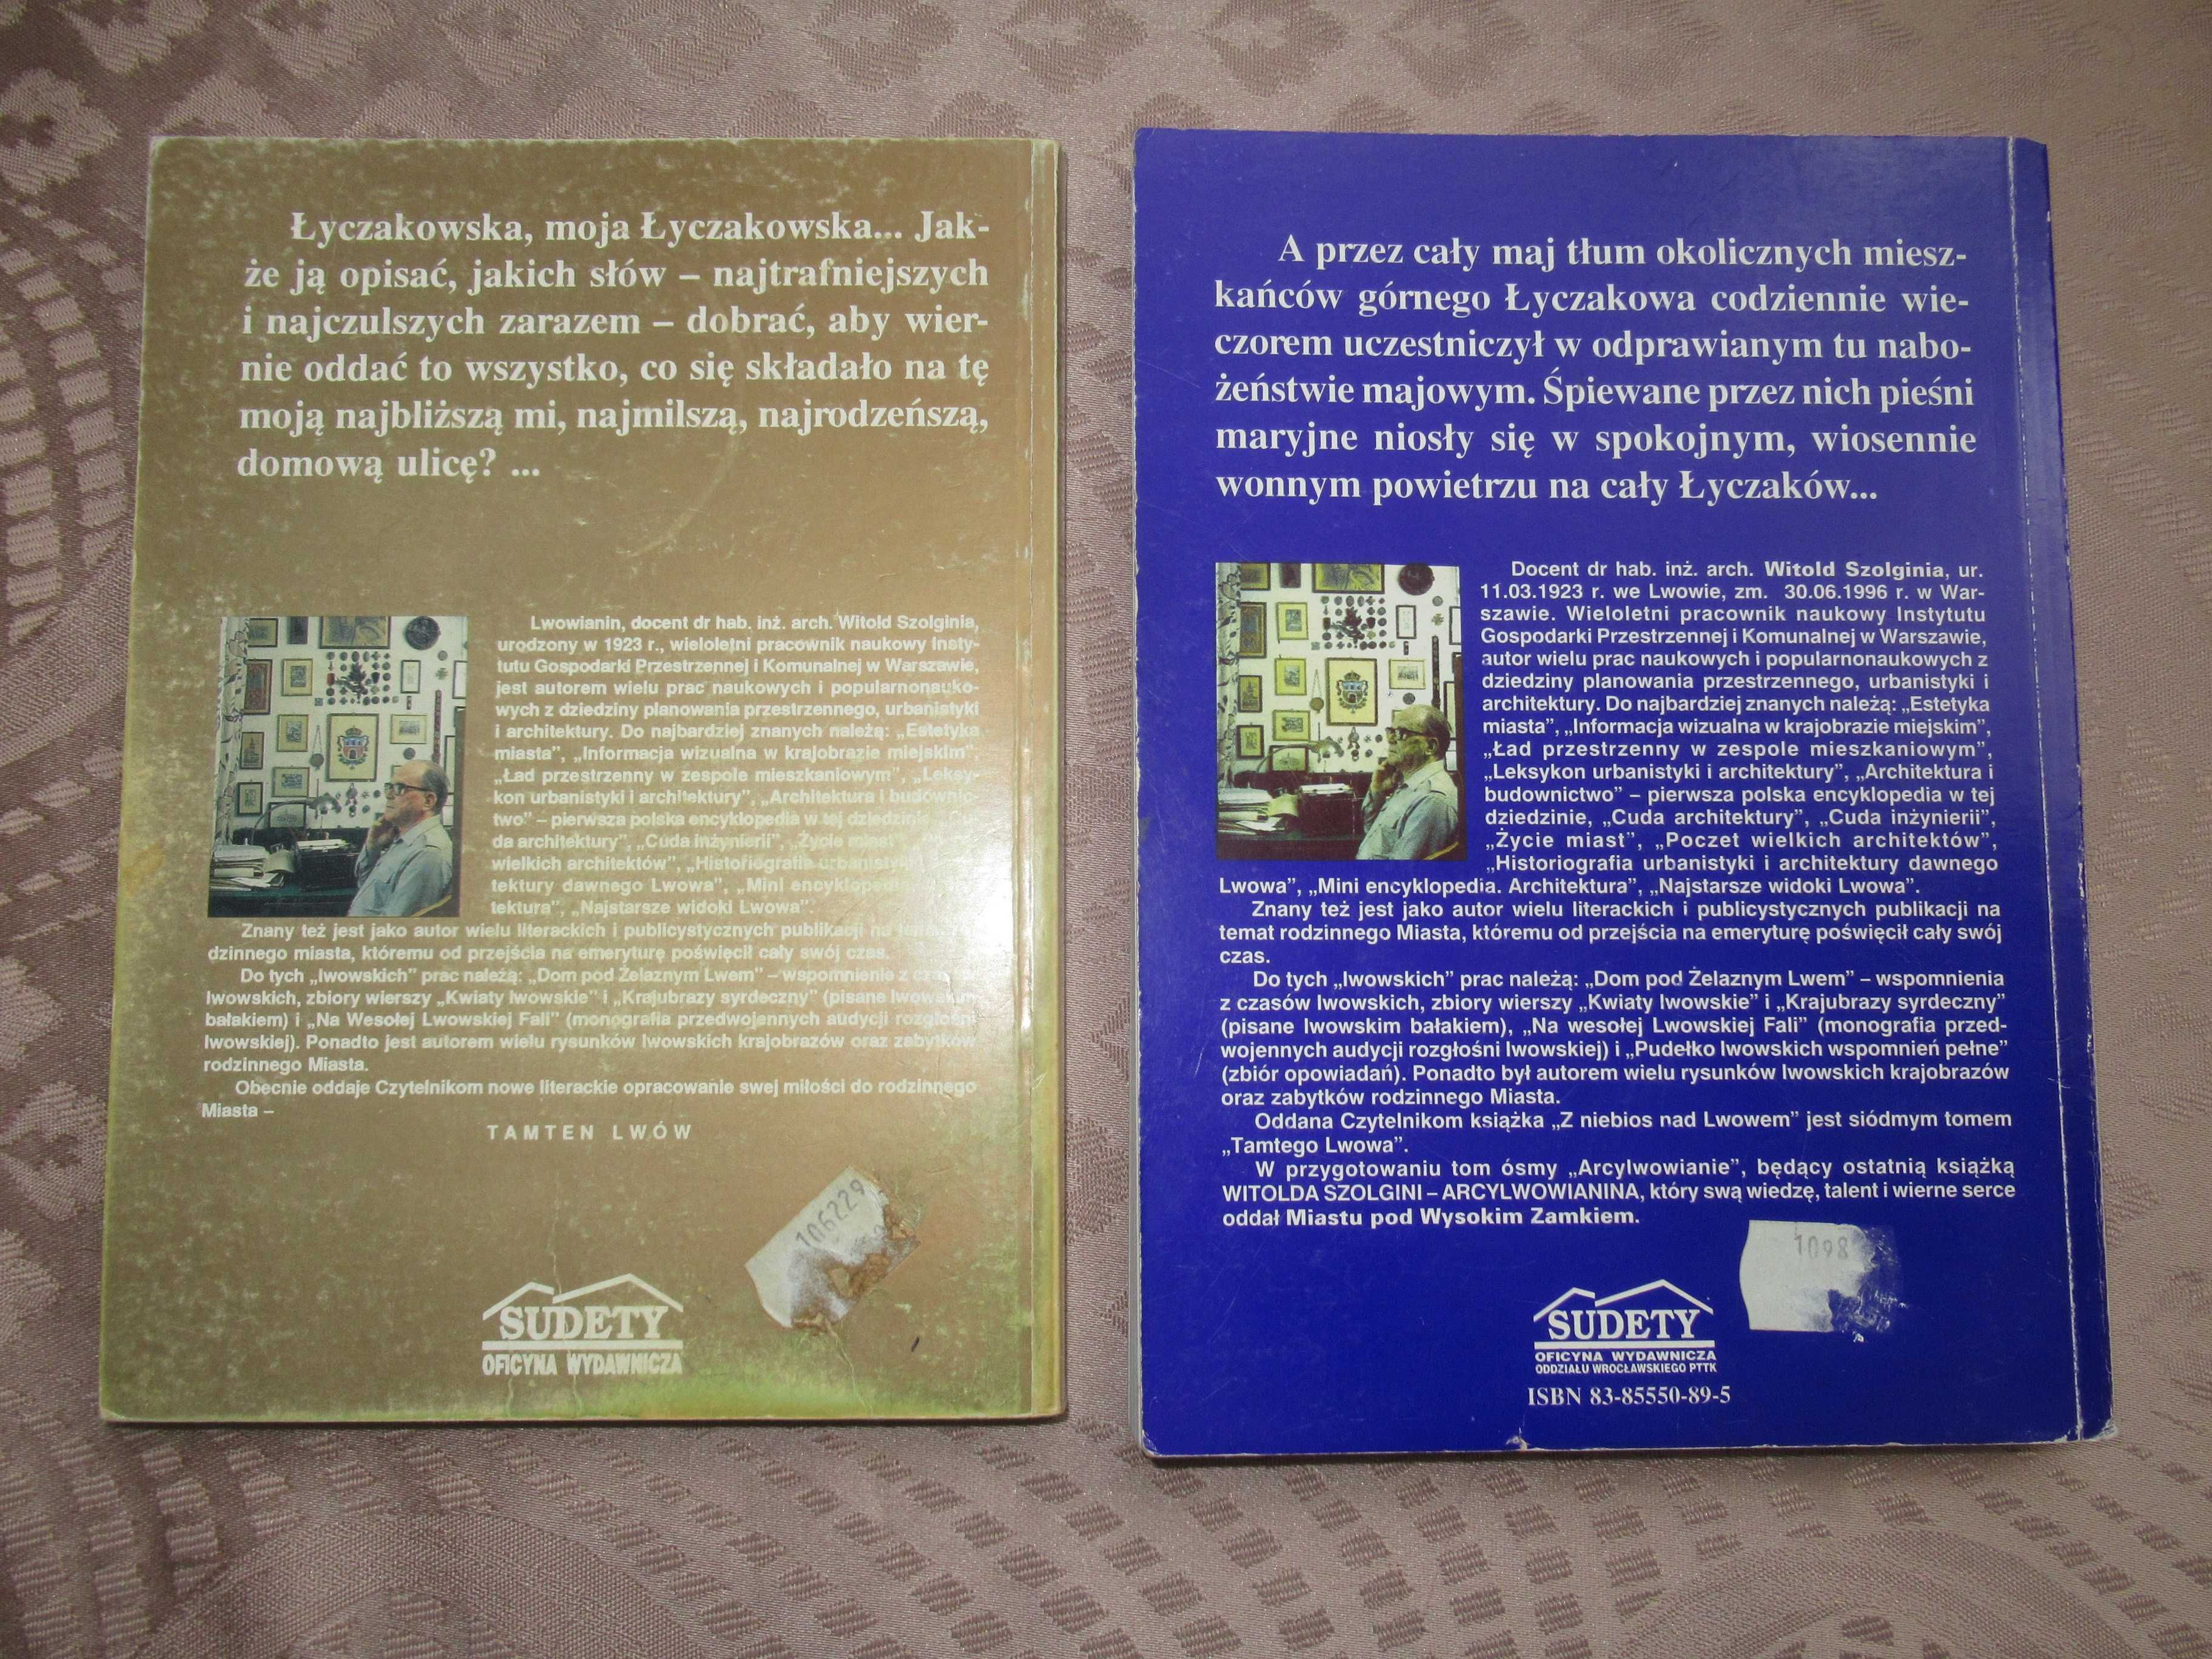 Łyczakowska, moja Łyczakowska... Jak-
że ją opisać, jakich słów – najtrafniejszych
i najczulszych zarazem – dobrać, aby wier-
nie oddać to wszystko, co się składało na tę
moją najbliższą mi, najmilszą, najrodzeńszą,
domową ulicę? ...
Lwowianin, docent dr hab. inż. arch. Witold Szolginia,
urodzony w 1923 r., wieloletni pracownik naukowy Insty-
tutu Gospodarki Przestrzennej i Komunalnej w Warszawie,
jest autorem wielu prac naukowych i popularnonauko-
wych z dziedziny planowania przestrzennego, urbanistyki
i architektury. Do najbardziej znanych należą: „Estetyka
miasta”, „Informacja wizualna w krajobrazie miejskim”,
„Ład przestrzenny w zespole mieszkaniowym”, „Leksy-
kon urbanistyki i architektury”, „Architektura i budownic-
two” – pierwsza polska encyklopedia w tej dziedzinie,
da architektury”, „Cuda inżynierii”, „Życie miast”
wielkich architektów”, „Historiografia urbanistyki
tektury dawnego Lwowa”, „Mini encyklopedia
tektura”, „Najstarsze widoki Lwowa”.
Znany też jest jako autor wielu literackich i publicystycznych publikacji na temat
dzinnego miasta, któremu od przejścia na emeryturę poświęcił cały swój czas.
Do tych „lwowskich” prac należą: „Dom pod Żelaznym Lwem” – wspomnienie z
lwowskich, zbiory wierszy „Kwiaty lwowskie” i „Krajubrazy syrdeczny” (pisane lwowskim
bałakiem) i „Na Wesołej Lwowskiej Fali” (monografia przedwojennych audycji rozgłośni
lwowskiej). Ponadto jest autorem wielu rysunków lwowskich krajobrazów oraz zabytków
rodzinnego Miasta.
Obecnie oddaje Czytelnikom nowe literackie opracowanie swej miłości do rodzinnego
Miasta –
TAMTEN LWÓW
106229
SUDETY
OFICYNA WYDAWNICZA
A przez cały maj tłum okolicznych miesz-
kańców górnego Łyczakowa codziennie wie-
czorem uczestniczył w odprawianym tu nabo-
żeństwie majowym. Śpiewane przez nich pieśni
maryjne niosły się w spokojnym, wiosennie
wonnym powietrzu na cały Łyczaków...
Docent dr hab. inż. arch. Witold Szolginia, ur.
11.03.1923 r. we Lwowie, zm. 30.06.1996 r. w War-
szawie. Wieloletni pracownik naukowy Instytutu
Gospodarki Przestrzennej i Komunalnej w Warszawie,
autor wielu prac naukowych i popularnonaukowych z
dziedziny planowania przestrzennego, urbanistyki i
architektury. Do najbardziej znanych należą: „Estetyka
miasta”, „Informacja wizualna w krajobrazie miejskim”,
„Ład przestrzenny w zespole mieszkaniowym”,
„Leksykon urbanistyki i architektury”, „Architektura i
budownictwo” – pierwsza polska encyklopedia w tej
dziedzinie, „Cuda architektury”, „Cuda inżynierii”,
„Życie miast”, „Poczet wielkich architektów”,
„Historiografia urbanistyki i architektury dawnego
Lwowa”, „Mini encyklopedia. Architektura”, „Najstarsze widoki Lwowa”.
Znany też jest jako autor wielu literackich i publicystycznych publikacji na
temat rodzinnego Miasta, któremu od przejścia na emeryturę poświęcił cały swój
czas.
Do tych „lwowskich” prac należą: „Dom pod Żelaznym Lwem” – wspomnienia
z czasów lwowskich, zbiory wierszy „Kwiaty lwowskie” i „Krajubrazy syrdeczny”
(pisane lwowskim bałakiem), „Na wesołej Lwowskiej Fali” (monografia przed-
wojennych audycji rozgłośni lwowskiej) i „Pudełko lwowskich wspomnień pełne”
(zbiór opowiadań). Ponadto był autorem wielu rysunków lwowskich krajobrazów
oraz zabytków rodzinnego Miasta.
Oddana Czytelnikom książka „Z niebios nad Lwowem” jest siódmym tomem
„Tamtego Lwowa”.
W przygotowaniu tom ósmy „Arcylwowianie”, będący ostatnią książką
WITOLDA SZOLGINI – ARCYLWOWIANINA, który swą wiedzę, talent i wierne serce
oddał Miastu pod Wysokim Zamkiem.
1098
SUDETY
OFICYNA WYDAWNICZA
ODDZIAŁU WROCŁAWSKIEGO PTTK
ISBN 83-85550-89-5